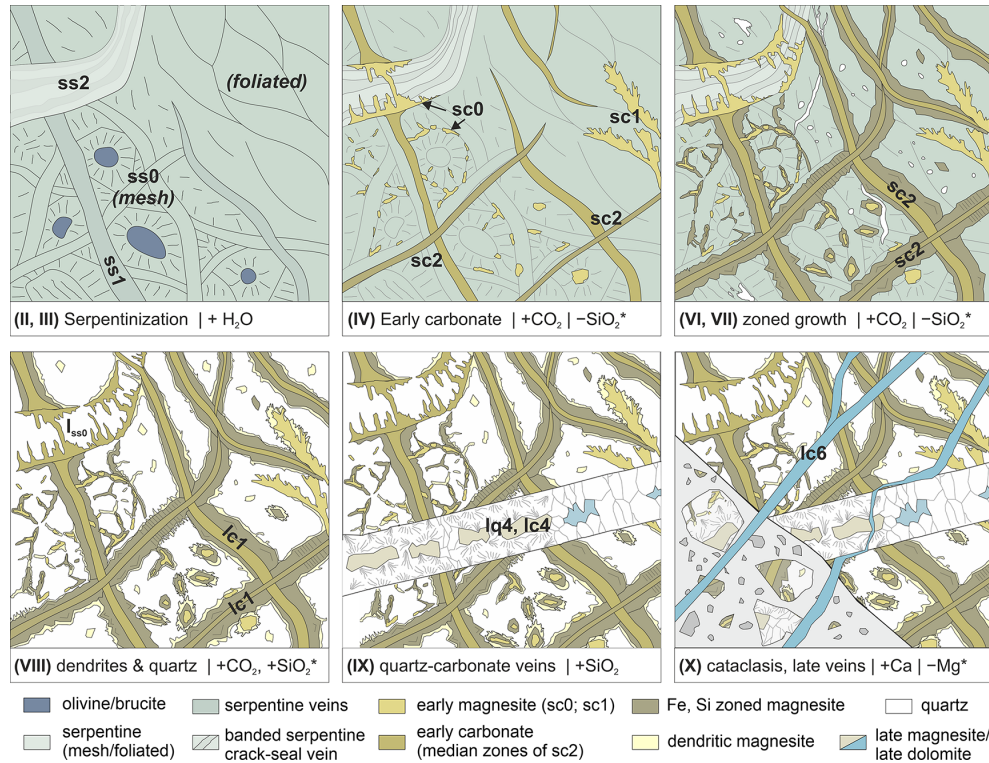 ss2
(foliated)
ss0
(mesh)
ss1
(II, III) Serpentinization | + H₂O
sc0
sc1
sc2
sc2
(IV) Early carbonate | +CO₂ | −SiO₂*
sc2
sc2
(VI, VII) zoned growth | +CO₂ | −SiO₂*
lss0
lc1
lc1
(VIII) dendrites & quartz | +CO₂, +SiO₂*
lq4, lc4
(IX) quartz-carbonate veins | +SiO₂
lc6
(X) cataclasis, late veins | +Ca | −Mg*
olivine/brucite
serpentine veins
early magnesite (sc0; sc1)
Fe, Si zoned magnesite
quartz
serpentine
(mesh/foliated)
banded serpentine
crack-seal vein
early carbonate
(median zones of sc2)
dendritic magnesite
late magnesite/
late dolomite